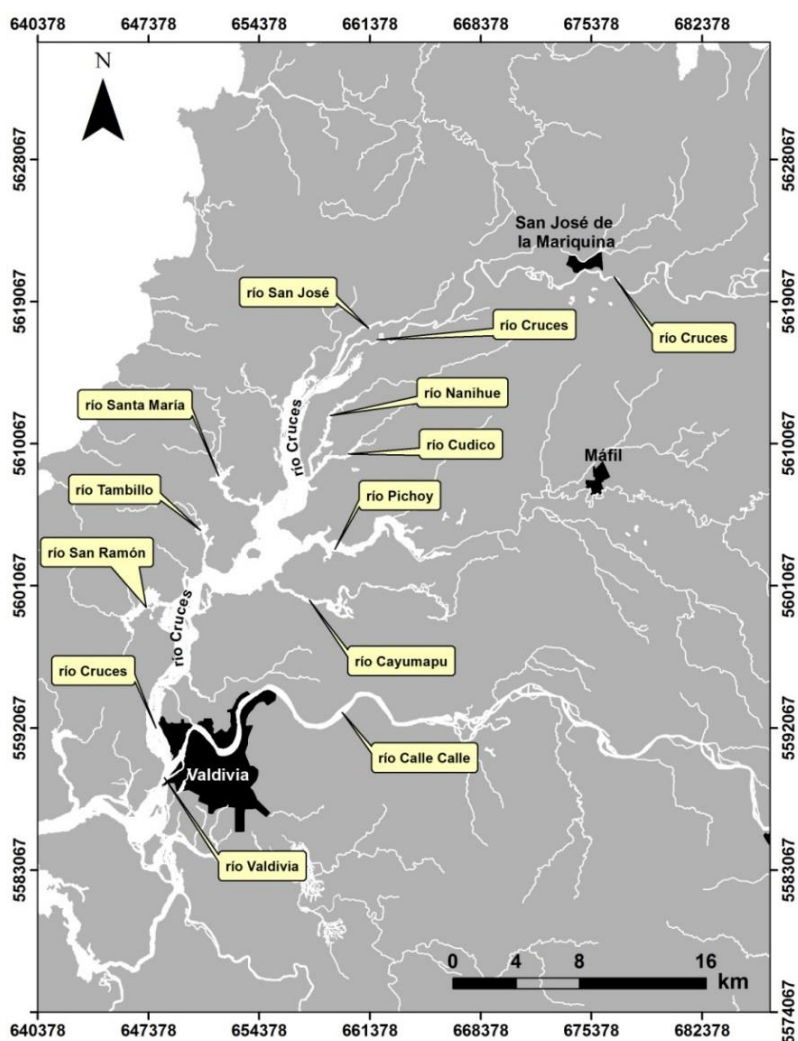 640378 647378 654378 661378 668378 675378 682378
N
5628067
5628067
San José de
la Mariquina
río San José
5619067
5619067
río Cruces
río Cruces
río Nanihue
río Santa María
río Cruces
5610067
5610067
río Cudico
Máfil
río Tambillo
río Pichoy
río San Ramón
5601067
5601067
río Cruces
río Cayumapu
río Cruces
5592067
5592067
río Calle Calle
Valdivia
río Valdivia
5583067
5583067
0 4 8 16
km
5574067
5574067
640378 647378 654378 661378 668378 675378 682378